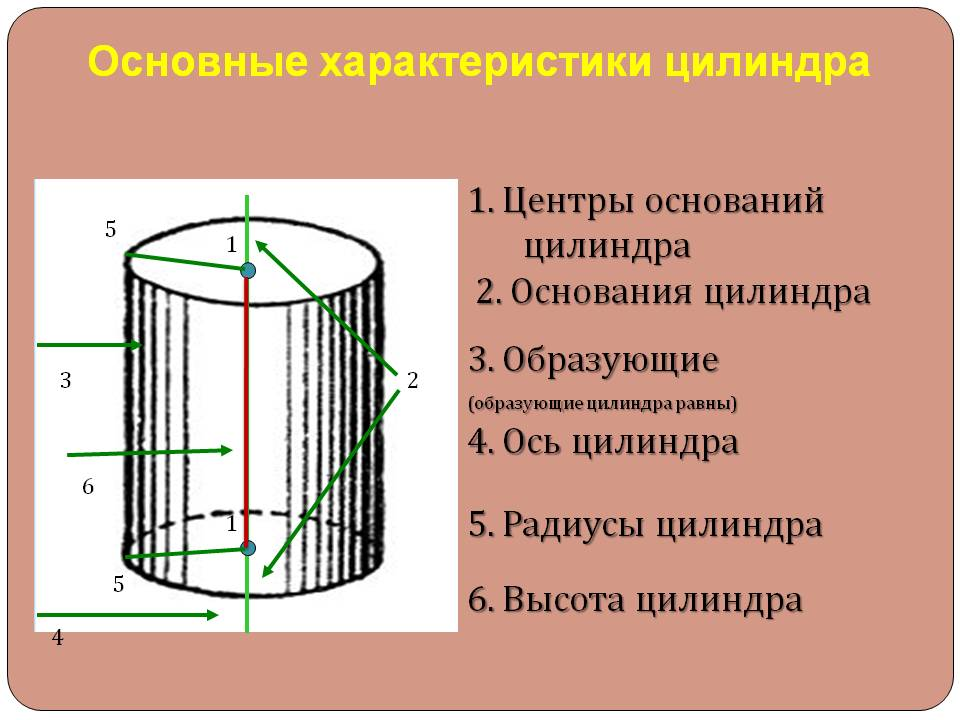 Основные характеристики цилиндра
5
1
3
2
6
1
5
4
1. Центры оснований
цилиндра
2. Основания цилиндра
3. Образующие
(образующие цилиндра равны)
4. Ось цилиндра
5. Радиусы цилиндра
6. Высота цилиндра